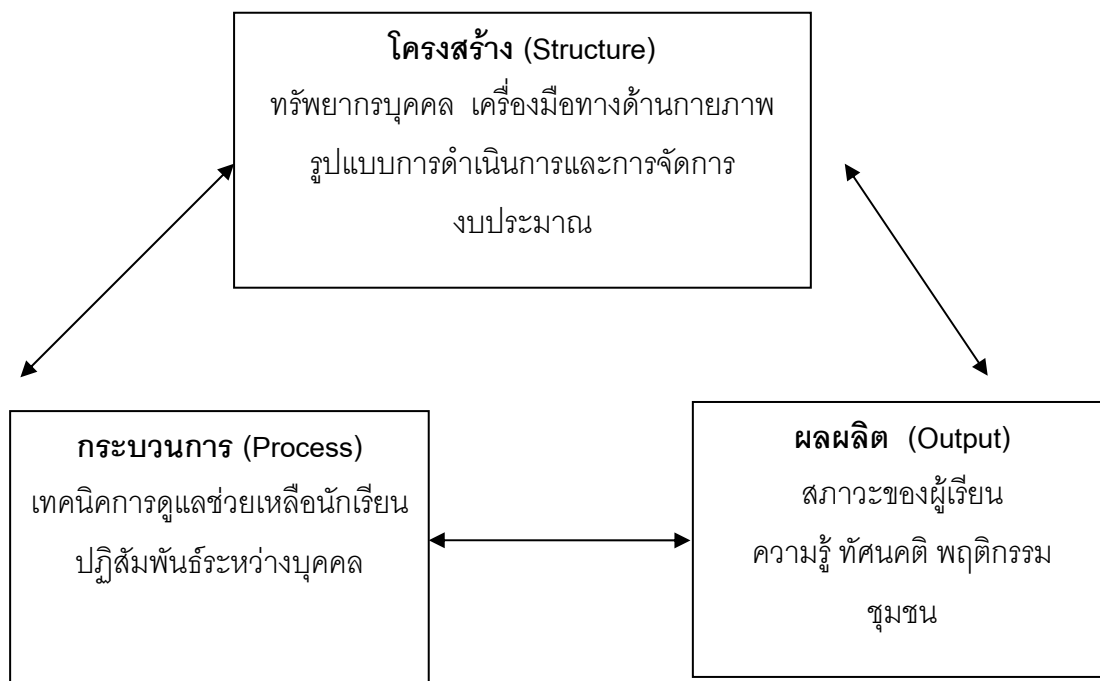 โครงสร้าง (Structure)
ทรัพยากรบุคคล เครื่องมือทางด้านกายภาพ
รูปแบบการดำเนินการและการจัดการ
งบประมาณ
กระบวนการ (Process)
เทคนิคการดูแลช่วยเหลือนักเรียน
ปฏิสัมพันธ์ระหว่างบุคคล
ผลผลิต (Output)
สภาวะของผู้เรียน
ความรู้ ทัศนคติ พฤติกรรม
ชุมชน